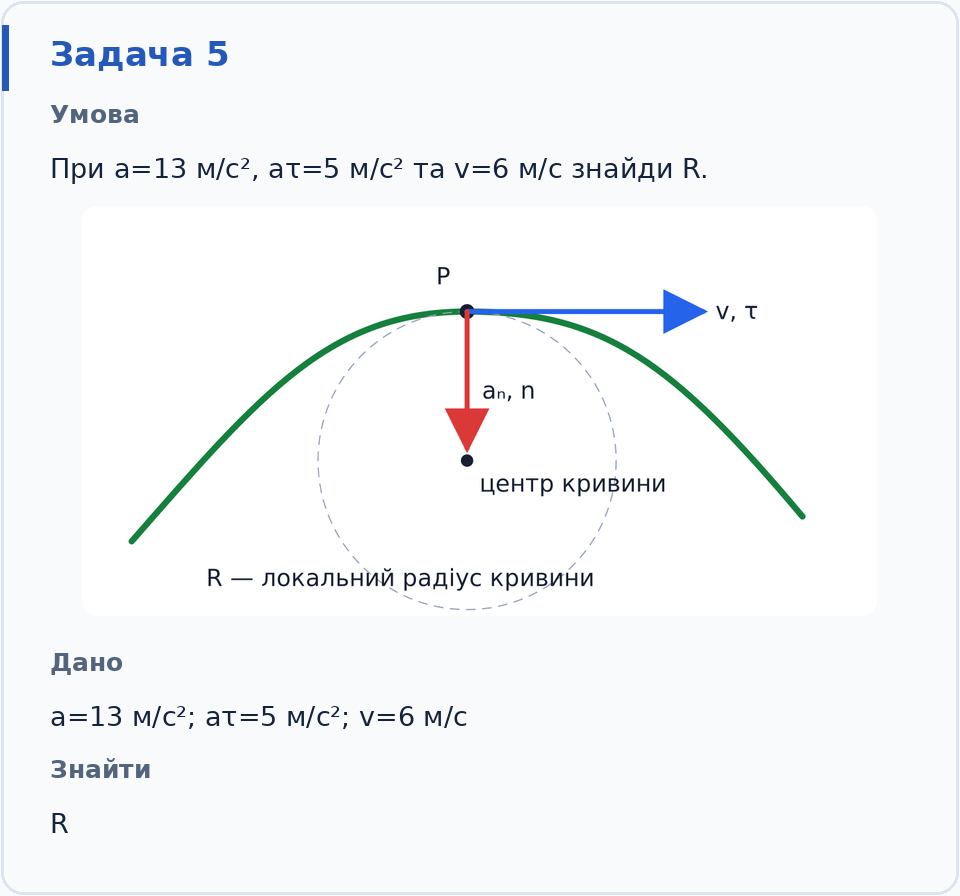 Задача 5
Умова
При a=13 м/с², aτ=5 м/с² та v=6 м/с знайди R.
P
v, τ
aₙ, n
центр кривини
R — локальний радіус кривини
Дано
a=13 м/с²; aτ=5 м/с²; v=6 м/с
Знайти
R